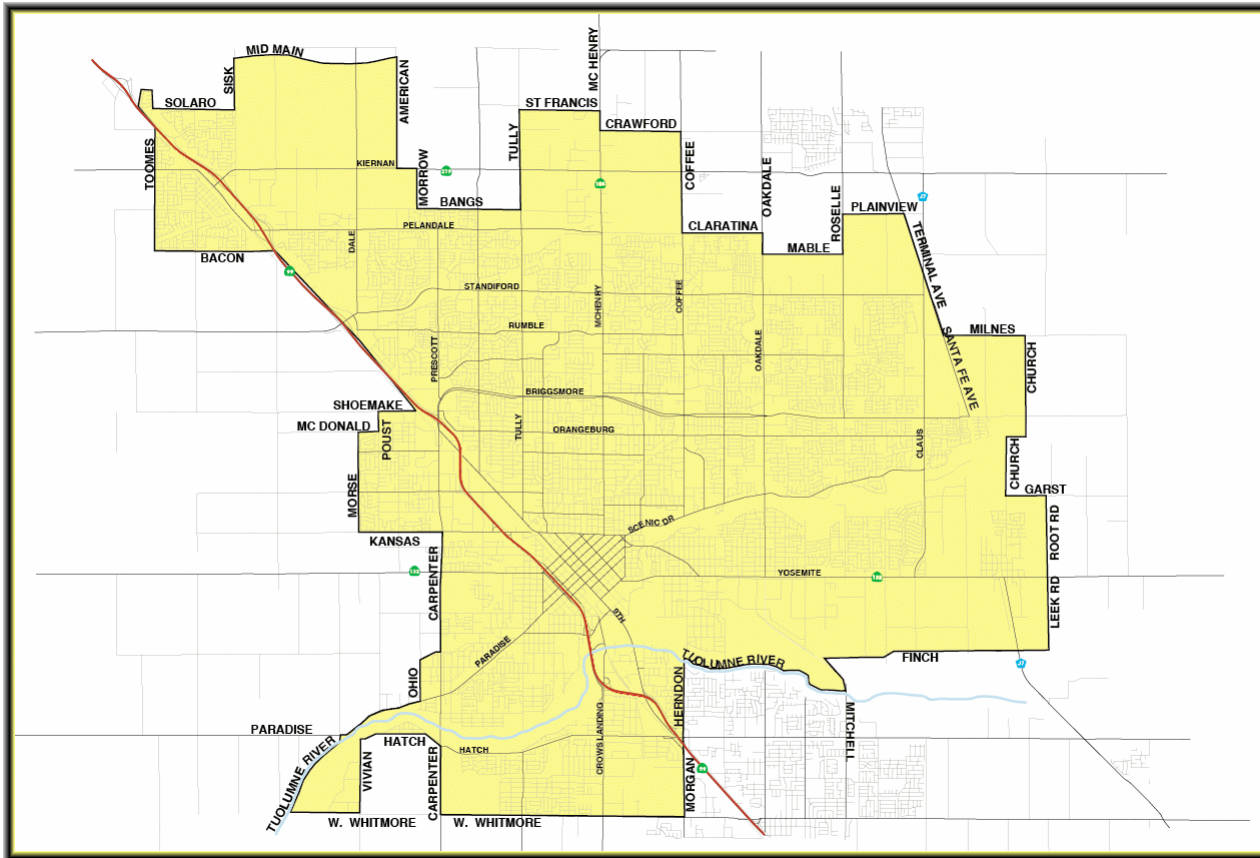 MID MAIN
MC HENRY
SISK
AMERICAN
SOLARO
ST FRANCIS
CRAWFORD
TULLY
COFFEE
TOOMES
KIERNAN
MORROW
OAKDALE
ROSELLE
BANGS
PLAINVIEW
PELANDALE
CLARATINA
DALE
BACON
MABLE
TERMINAL AVE
STANDIFORD
MCHENRY
COFFEE
RUMBLE
MILNES
PRESCOTT
OAKDALE
SANTA FE AVE
CHURCH
BRIGGSMORE
SHOEMAKE
MC DONALD
POUST
TULLY
ORANGEBURG
CLAUS
CHURCH
MORSE
GARST
SCENIC DR
ROOT RD
KANSAS
CARPENTER
YOSEMITE
LEEK RD
9TH
PARADISE
TUOLUMNE RIVER
FINCH
OHIO
HERNDON
CROWS LANDING
MITCHELL
PARADISE
HATCH
HATCH
TUOLUMNE RIVER
VIVIAN
CARPENTER
MORGAN
W. WHITMORE
W. WHITMORE